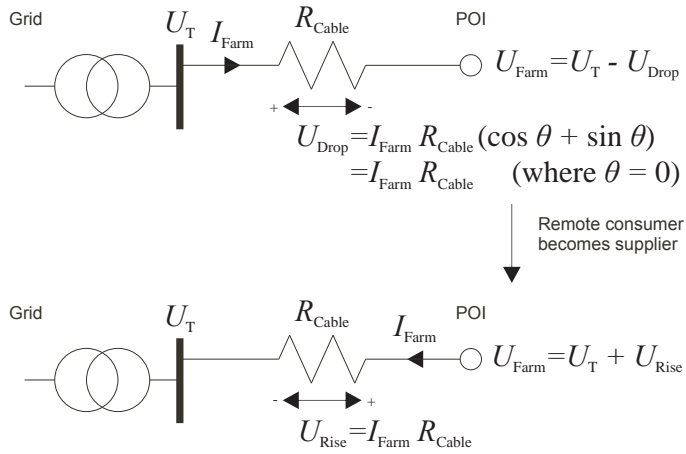 Grid
U_T
I_Farm
R_Cable
POI
U_Farm=U_T - U_Drop
+ -
U_Drop=I_Farm R_Cable (cos θ + sin θ)
=I_Farm R_Cable (where θ = 0)
Remote consumer
becomes supplier
Grid
U_T
R_Cable
I_Farm
POI
U_Farm=U_T + U_Rise
- +
U_Rise=I_Farm R_Cable